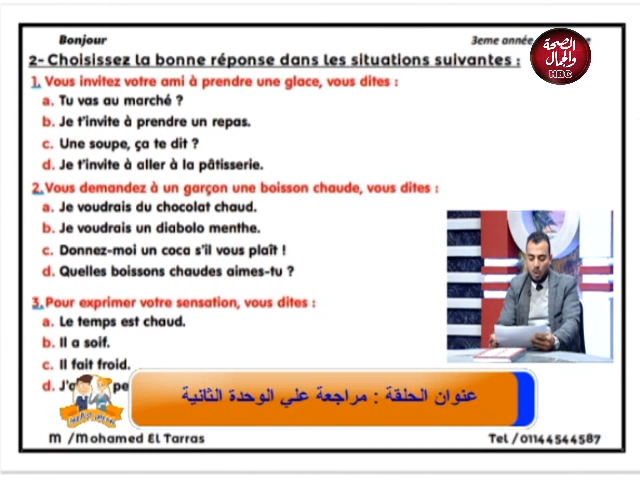 Bonjour
3eme année
الصحة
والجمال
HBC
2- Choisissez la bonne réponse dans les situations suivantes :
1. Vous invitez votre ami à prendre une glace, vous dites :
a. Tu vas au marché ?
b. Je t'invite à prendre un repas.
c. Une soupe, ça te dit ?
d. Je t'invite à aller à la pâtisserie.
2. Vous demandez à un garçon une boisson chaude, vous dites :
a. Je voudrais du chocolat chaud.
b. Je voudrais un diabolo menthe.
c. Donnez-moi un coca s'il vous plaît !
d. Quelles boissons chaudes aimes-tu ?
3. Pour exprimer votre sensation, vous dites :
a. Le temps est chaud.
b. Il a soif.
c. Il fait froid.
d. J'
عنوان الحلقة : مراجعة علي الوحدة الثانية
M /Mohamed El Tarras
Tel /01144544587